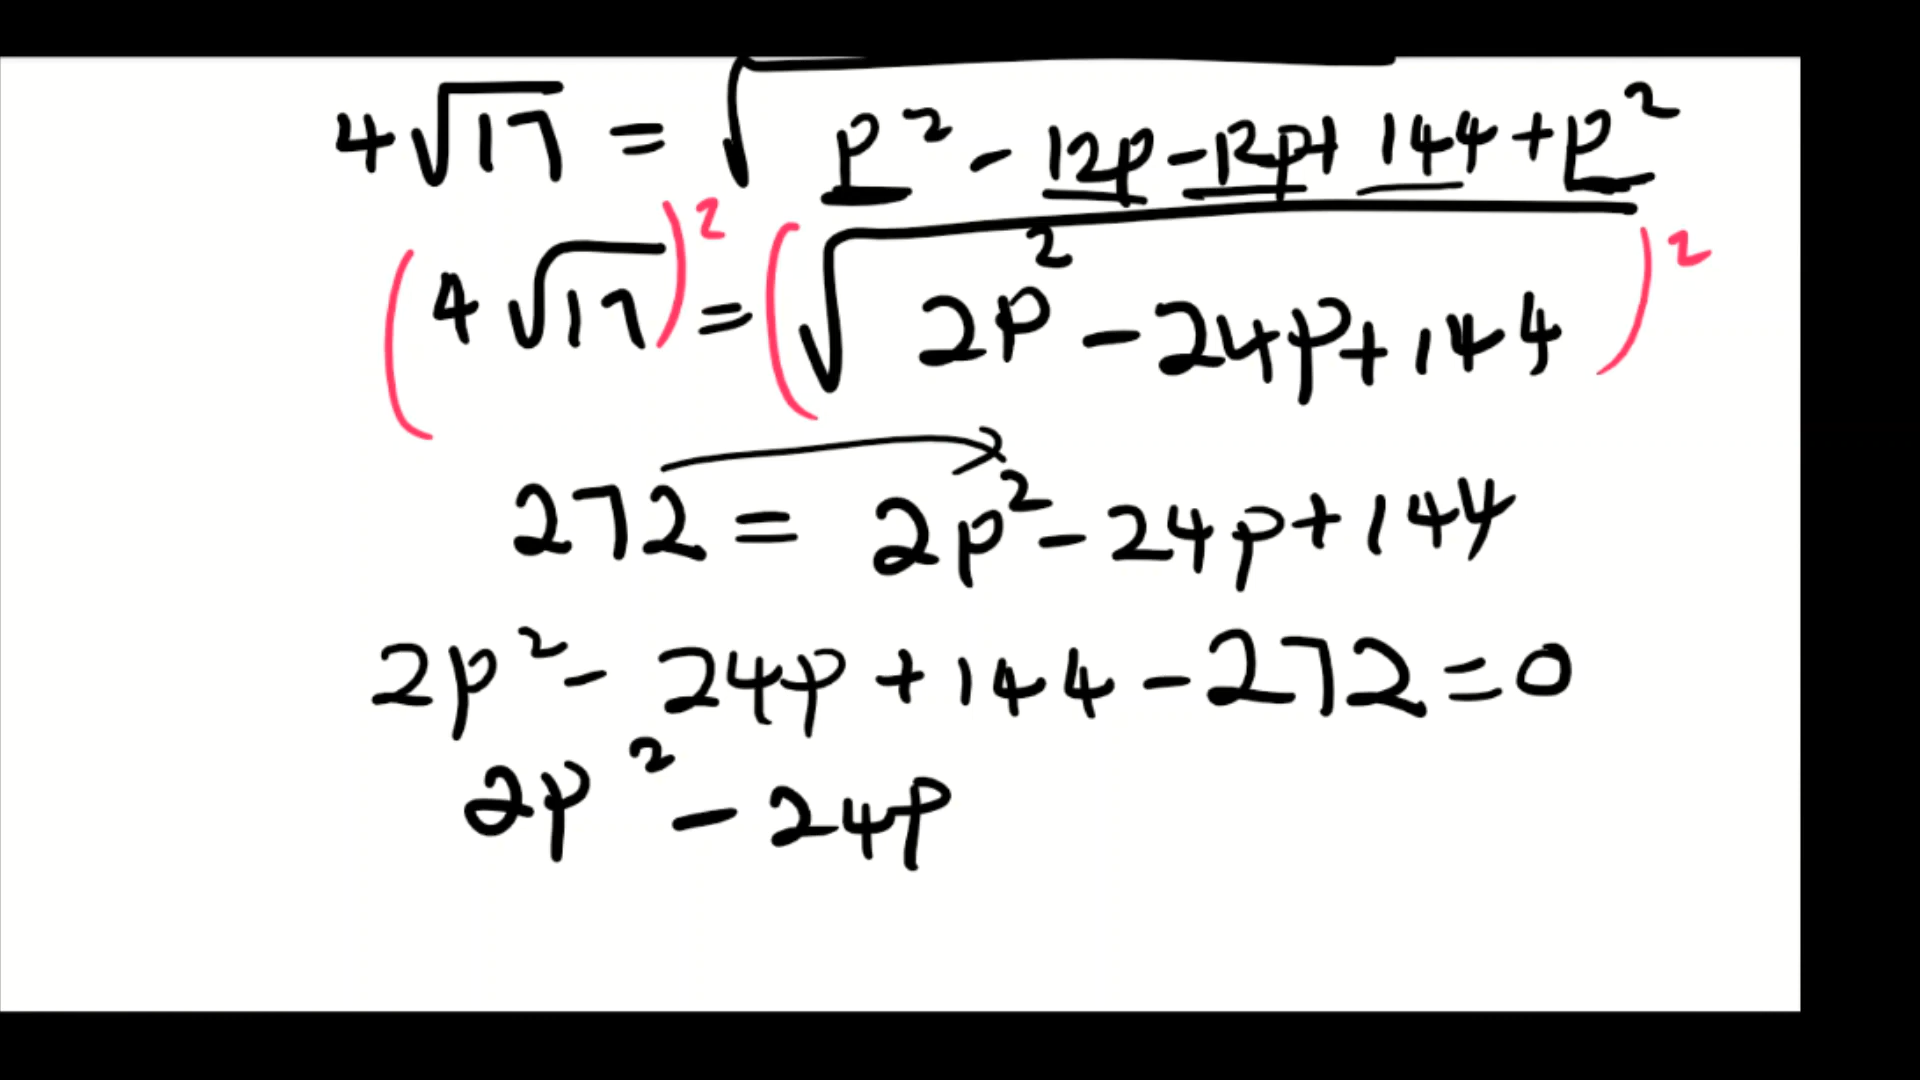 4√17 = √p² - 12p - 12p + 144 + p²
(4√17)² = (√2p² - 24p + 144)²
272 = 2p² - 24p + 144
2p² - 24p + 144 - 272 = 0
2p² - 24p